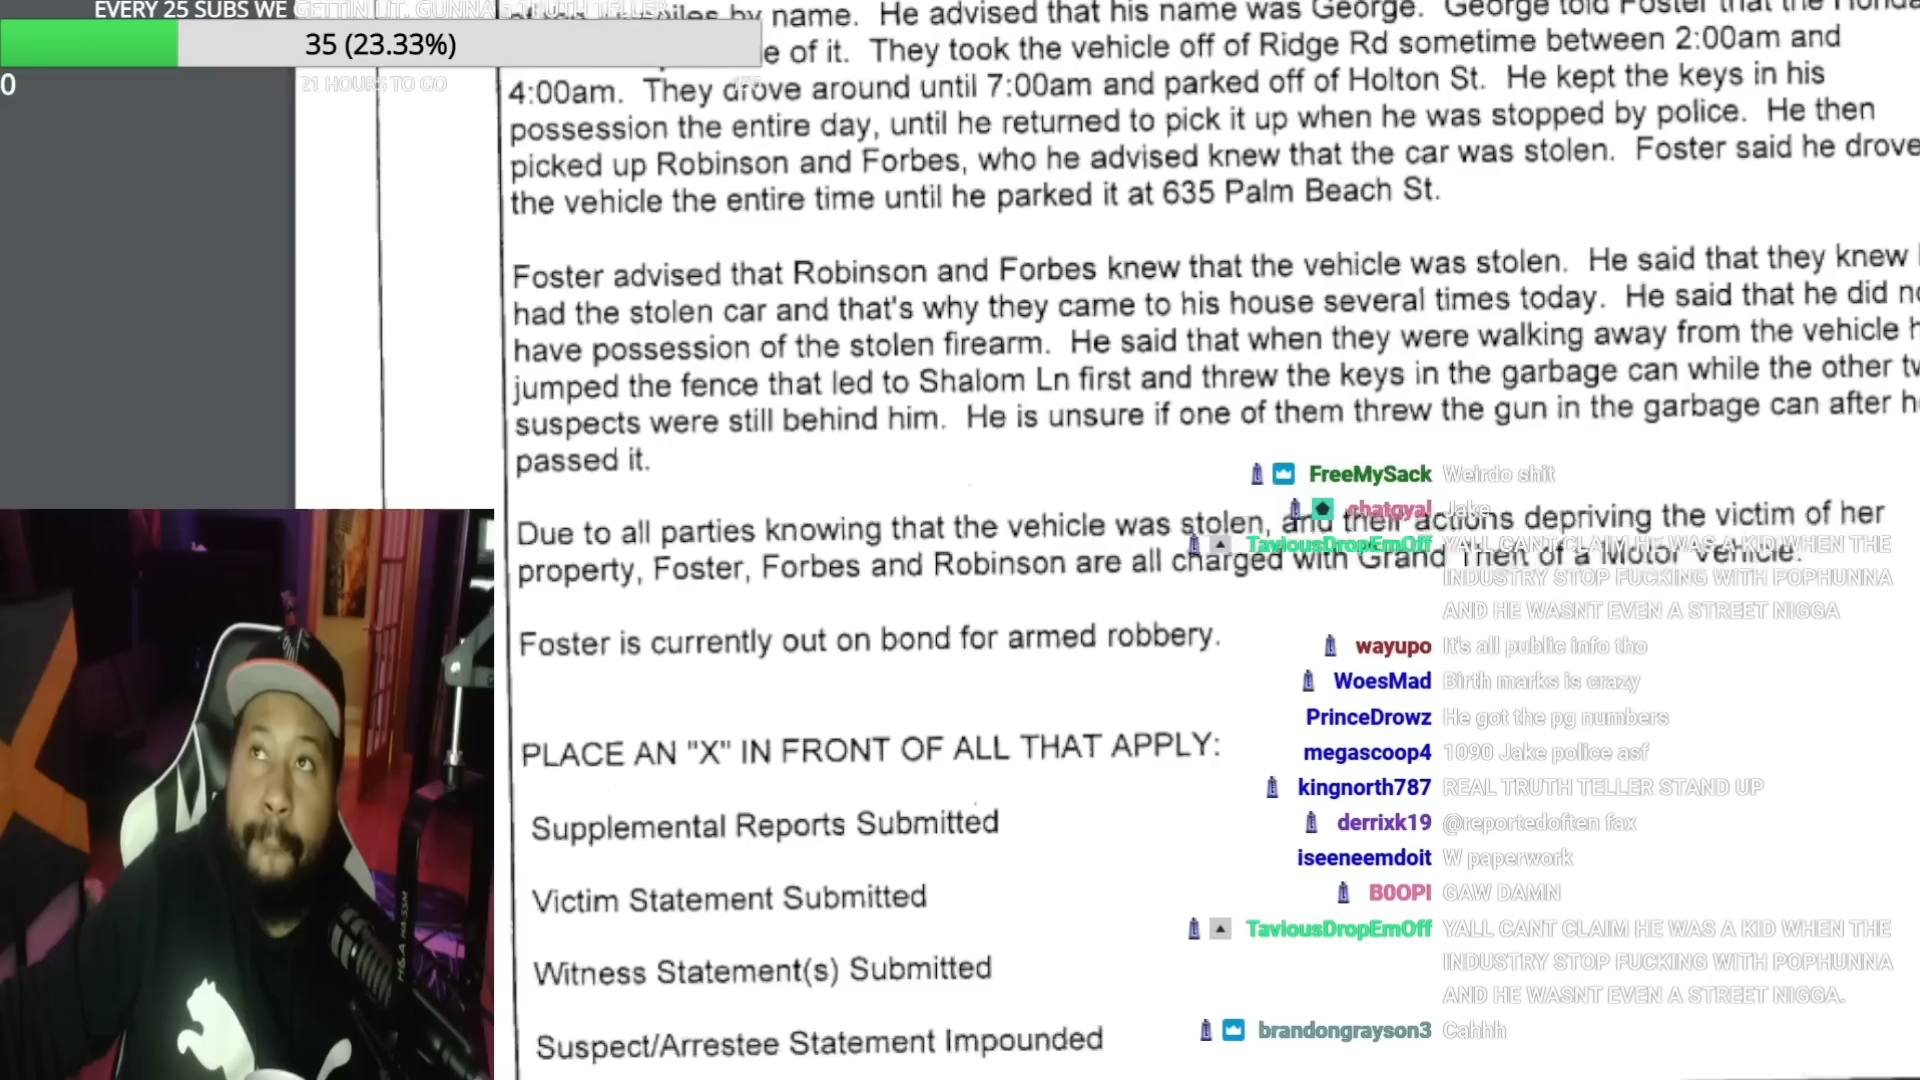 EVERY 25 SUBS WE GETTIN LIT. GUNNA TRUTH TELLER
35 (23.33%)
0
21 HOURS TO GO
by name. He advised that his name was George. George told Foster that the Honda
e of it. They took the vehicle off of Ridge Rd sometime between 2:00am and
4:00am. They drove around until 7:00am and parked off of Holton St. He kept the keys in his
possession the entire day, until he returned to pick it up when he was stopped by police. He then
picked up Robinson and Forbes, who he advised knew that the car was stolen. Foster said he drove
the vehicle the entire time until he parked it at 635 Palm Beach St.
Foster advised that Robinson and Forbes knew that the vehicle was stolen. He said that they knew
had the stolen car and that's why they came to his house several times today. He said that he did no
have possession of the stolen firearm. He said that when they were walking away from the vehicle h
jumped the fence that led to Shalom Ln first and threw the keys in the garbage can while the other tw
suspects were still behind him. He is unsure if one of them threw the gun in the garbage can after he
passed it.
Due to all parties knowing that the vehicle was stolen, and their actions depriving the victim of her
property, Foster, Forbes and Robinson are all charged with Grand Theft of a Motor Vehicle.
Foster is currently out on bond for armed robbery.
PLACE AN "X" IN FRONT OF ALL THAT APPLY:
Supplemental Reports Submitted
Victim Statement Submitted
Witness Statement(s) Submitted
Suspect/Arrestee Statement Impounded
FreeMySack Weirdo shit
chatgyal Jake
TaviousDropEmOff YALL CANT CLAIM HE WAS A KID WHEN THE
INDUSTRY STOP FUCKING WITH POPHUNNA
AND HE WASNT EVEN A STREET NIGGA
wayupo It's all public info tho
WoesMad Birth marks is crazy
PrinceDrowz He got the pg numbers
megascoop4 1090 Jake police asf
kingnorth787 REAL TRUTH TELLER STAND UP
derrixk19 @reportedoften fax
iseeneemdoit W paperwork
B0OPI GAW DAMN
TaviousDropEmOff YALL CANT CLAIM HE WAS A KID WHEN THE
INDUSTRY STOP FUCKING WITH POPHUNNA
AND HE WASNT EVEN A STREET NIGGA.
brandongrayson3 Cahhh